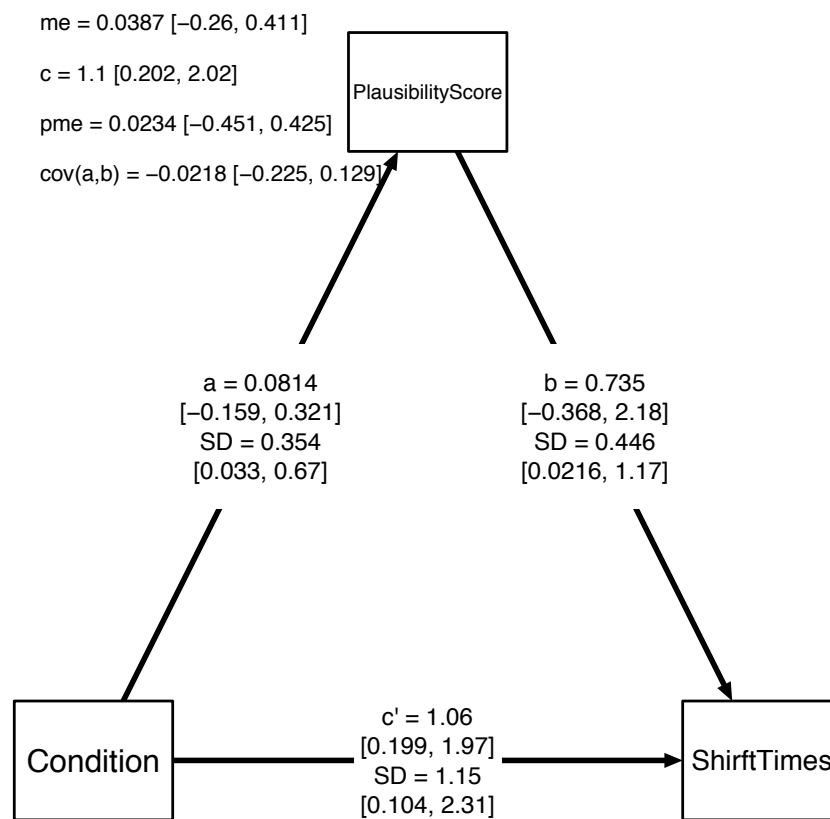 me = 0.0387 [−0.26, 0.411]
c = 1.1 [0.202, 2.02]
pme = 0.0234 [−0.451, 0.425]
cov(a,b) = −0.0218 [−0.225, 0.129]
PlausibilityScore
a = 0.0814
[−0.159, 0.321]
SD = 0.354
[0.033, 0.67]
b = 0.735
[−0.368, 2.18]
SD = 0.446
[0.0216, 1.17]
Condition
c' = 1.06
[0.199, 1.97]
SD = 1.15
[0.104, 2.31]
ShirftTimes